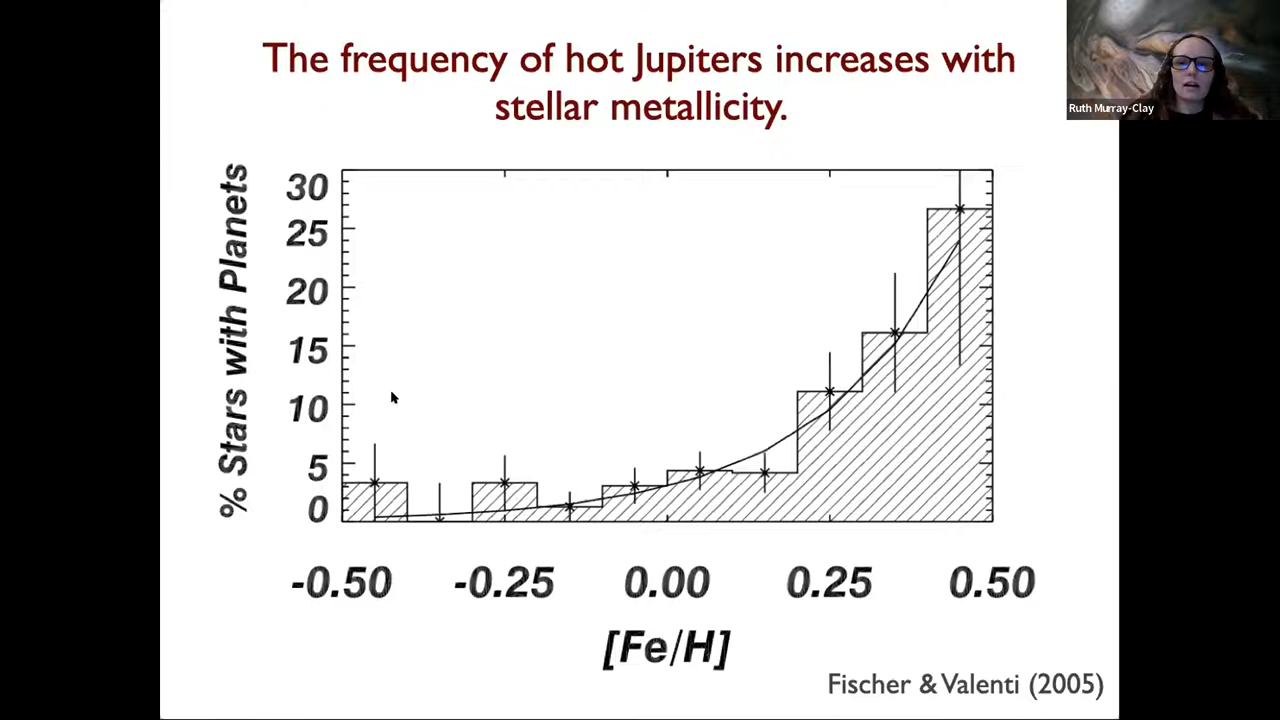 The frequency of hot Jupiters increases with
stellar metallicity.
Ruth Murray-Clay
% Stars with Planets
30
25
20
15
10
5
0
-0.50 -0.25 0.00 0.25 0.50
[Fe/H]
Fischer & Valenti (2005)